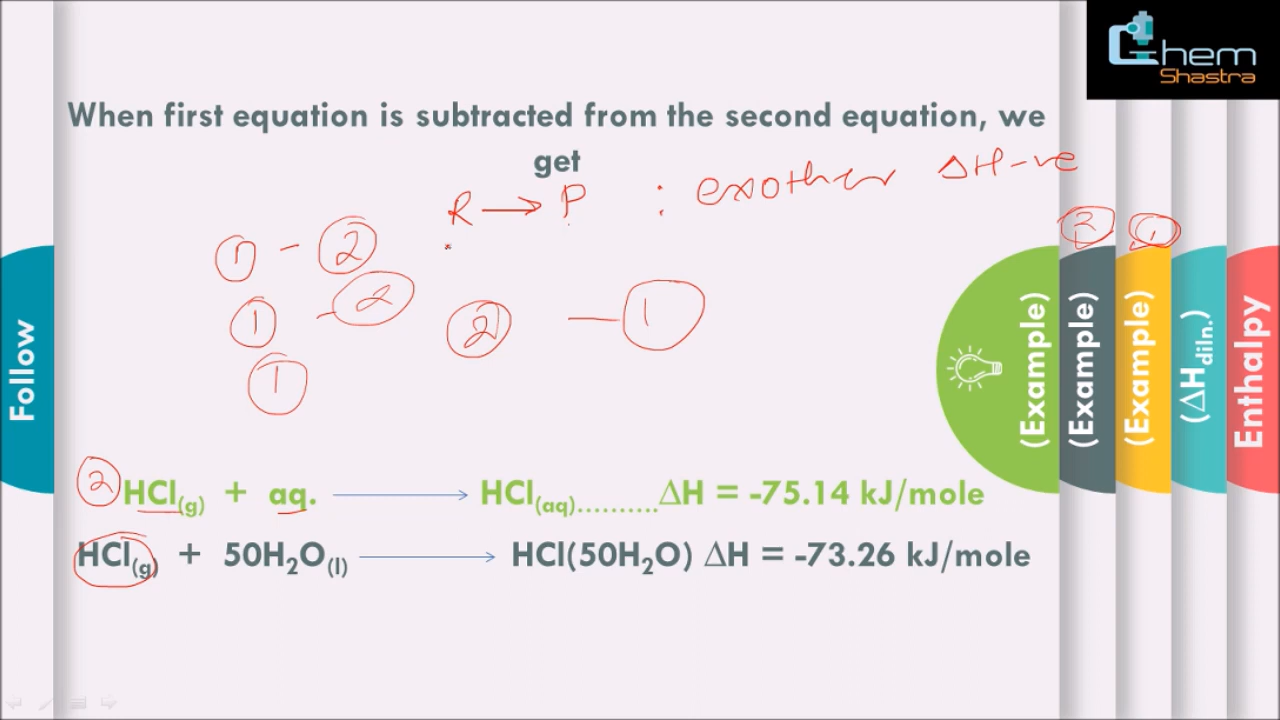 Chem
Shastra
When first equation is subtracted from the second equation, we
get
R → P : exother ΔH-ve
① - ②
① - ②
② — ①
①
② ①
Follow
(Example)
(Example)
(Example)
(ΔHdiln.)
Enthalpy
② HCl(g) + aq. → HCl(aq)..........ΔH = -75.14 kJ/mole
HCl(g) + 50H₂O(l) → HCl(50H₂O) ΔH = -73.26 kJ/mole